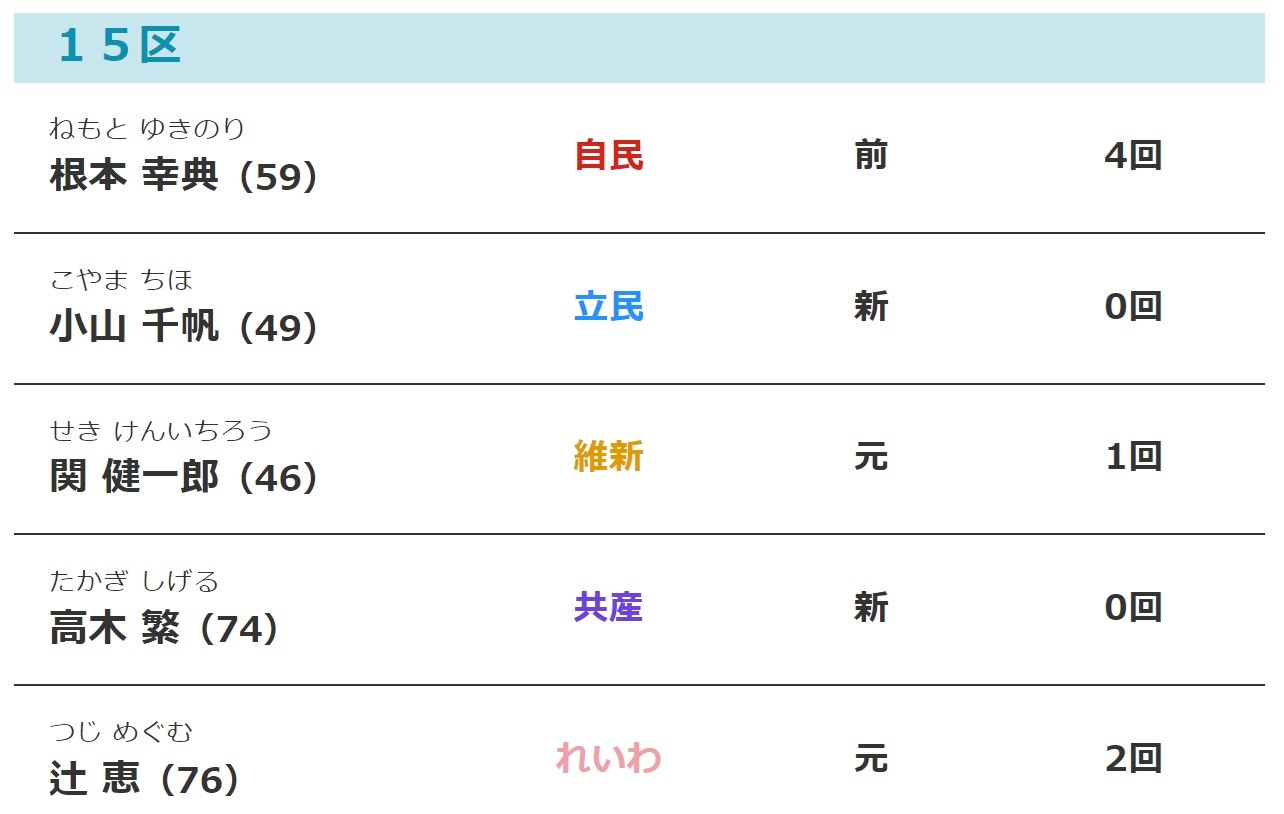 １５区
ねもと ゆきのり
根本 幸典（59） 自民 前 4回
こやま ちほ
小山 千帆（49） 立民 新 0回
せき けんいちろう
関 健一郎（46） 維新 元 1回
たかぎ しげる
高木 繁（74） 共産 新 0回
つじ めぐむ
辻 恵（76） れいわ 元 2回